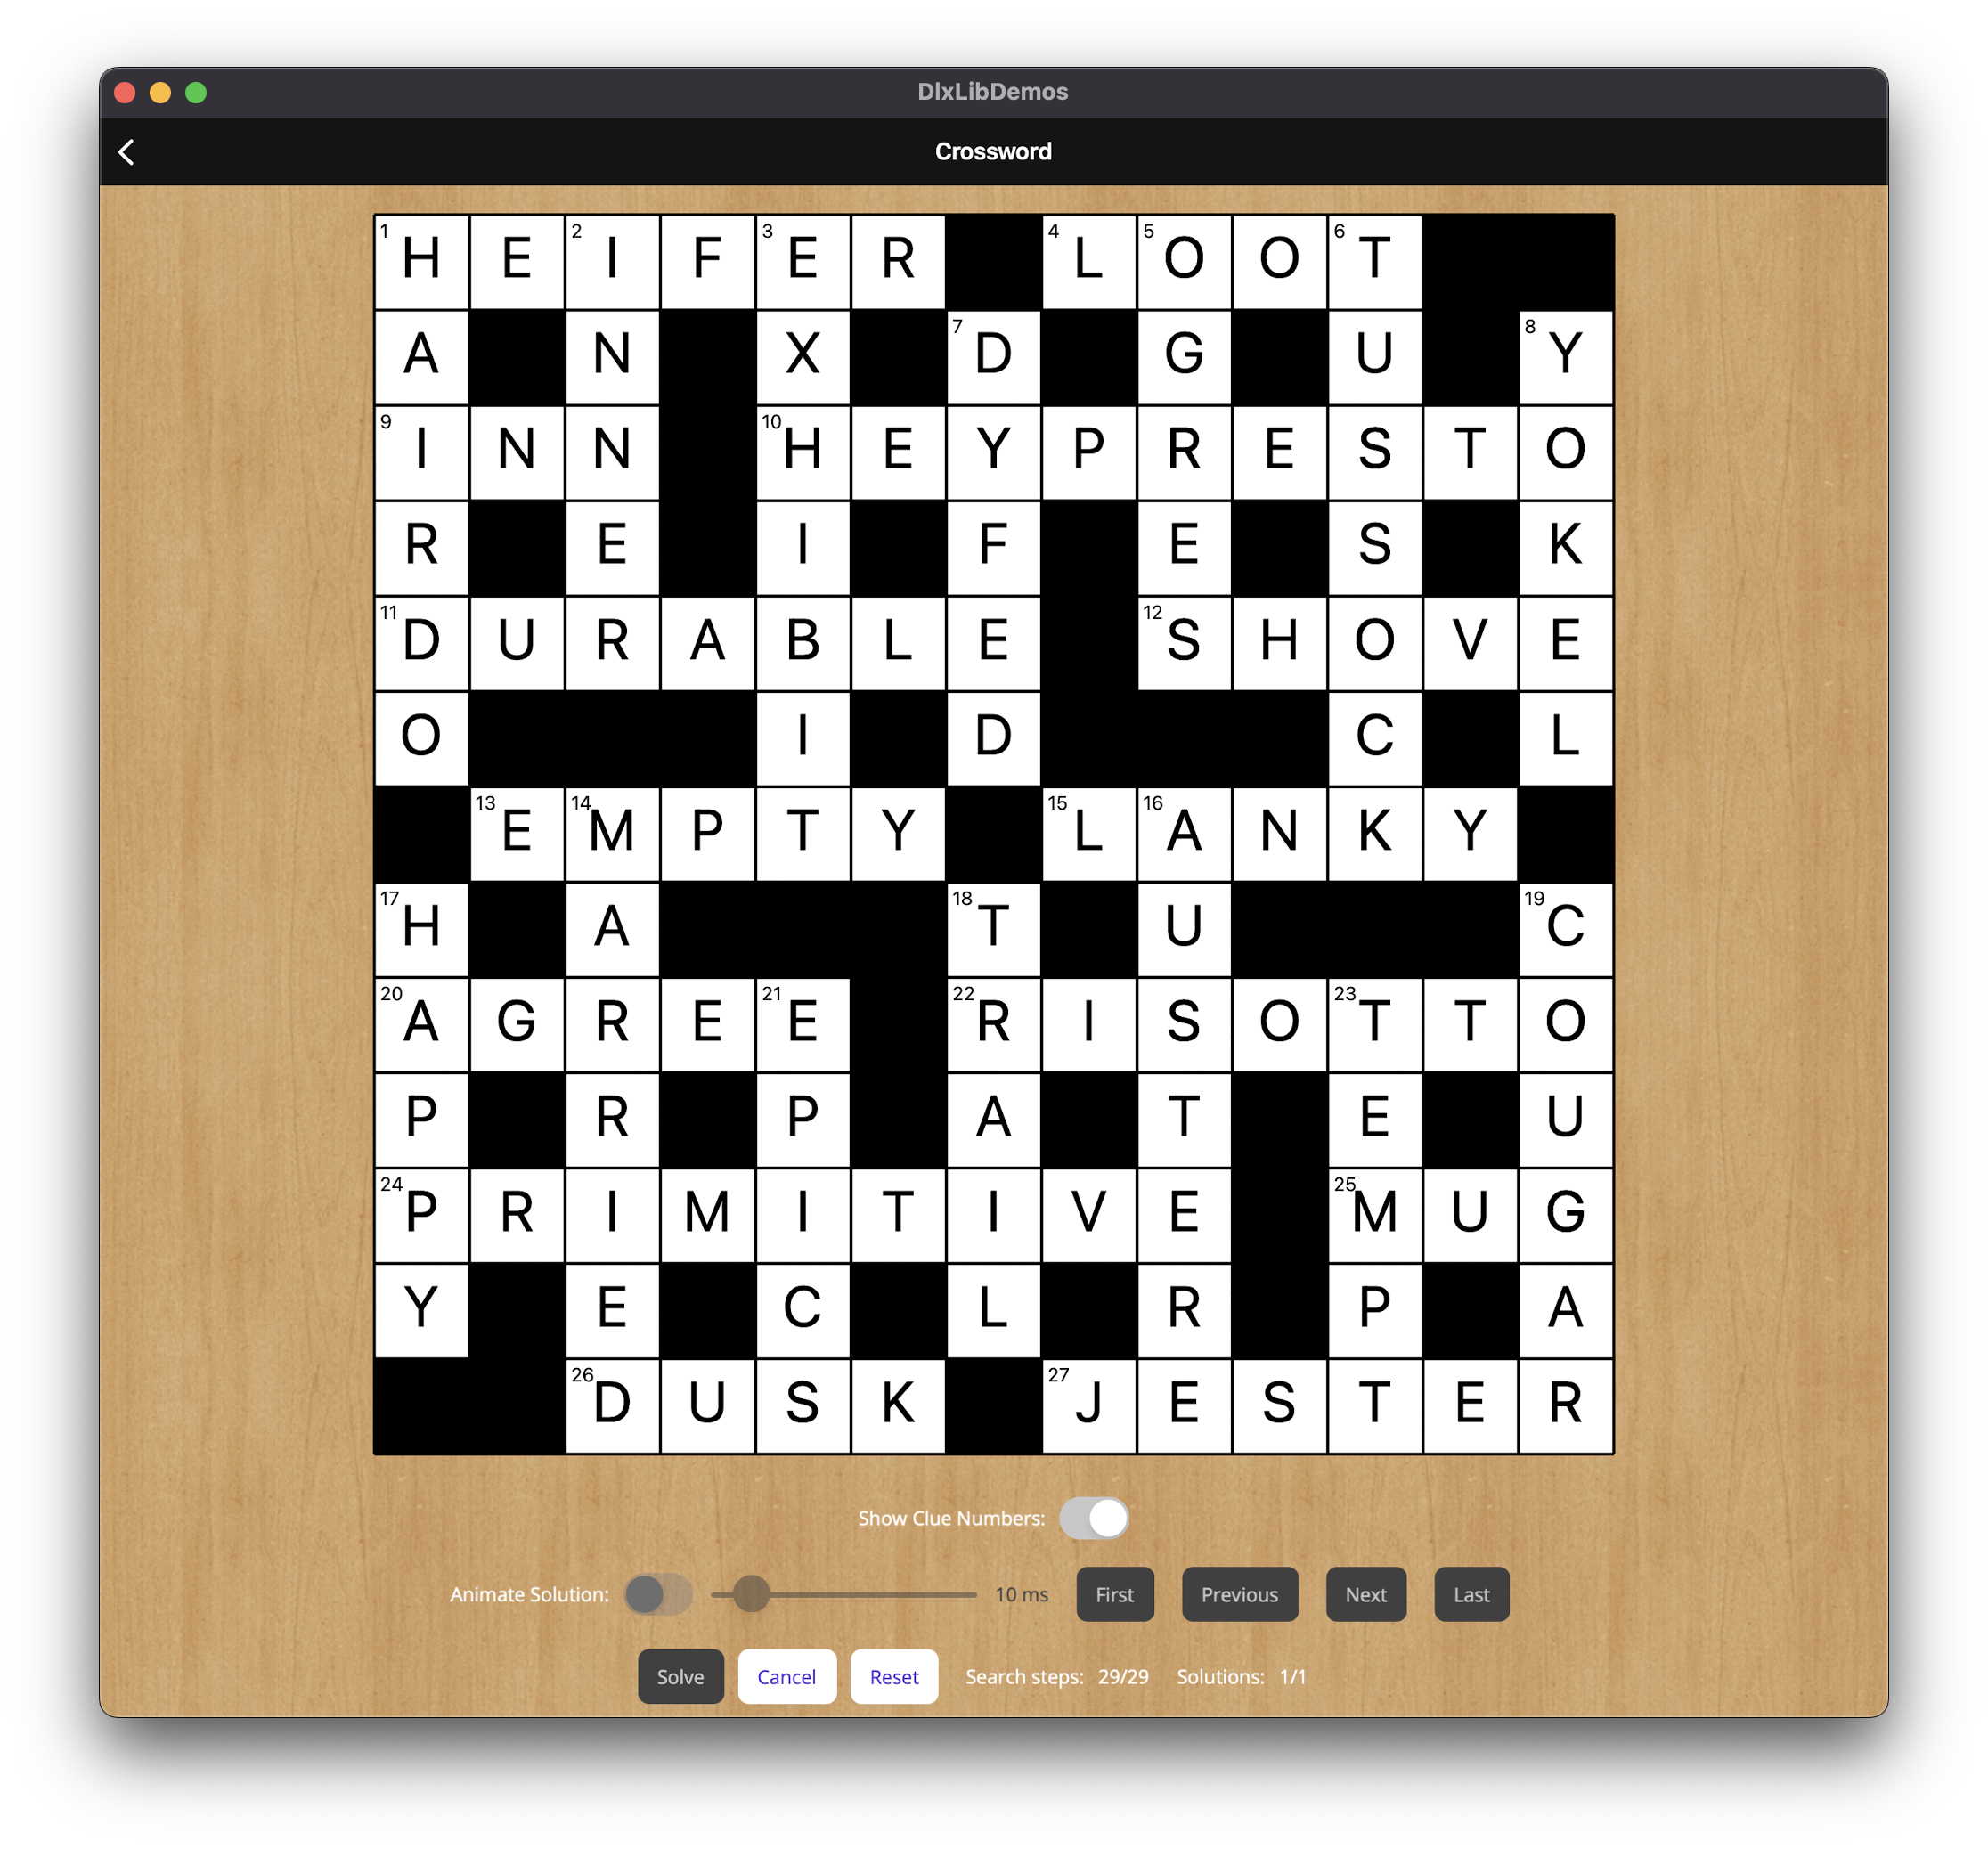 DlxLibDemos
Crossword
1 H E 2 I F 3 E R 4 L 5 O O 6 T
A N X 7 D G U 8 Y
9 I N N 10 H E Y P R E S T O
R E I F E S K
11 D U R A B L E 12 S H O V E
O I D C L
13 E 14 M P T Y 15 L 16 A N K Y
17 H A 18 T U 19 C
20 A G R E 21 E 22 R I S O 23 T T O
P R P A T E U
24 P R I M I T I V E 25 M U G
Y E C L R P A
26 D U S K 27 J E S T E R
Show Clue Numbers:
Animate Solution: 10 ms First Previous Next Last
Solve Cancel Reset Search steps: 29/29 Solutions: 1/1